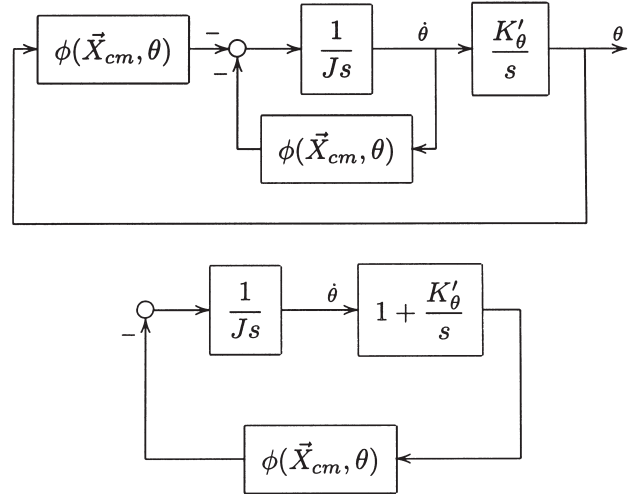 ϕ(X⃗_cm, θ) − − 1/Js θ̇ K′_θ/s θ
ϕ(X⃗_cm, θ)
− 1/Js θ̇ 1 + K′_θ/s
ϕ(X⃗_cm, θ)